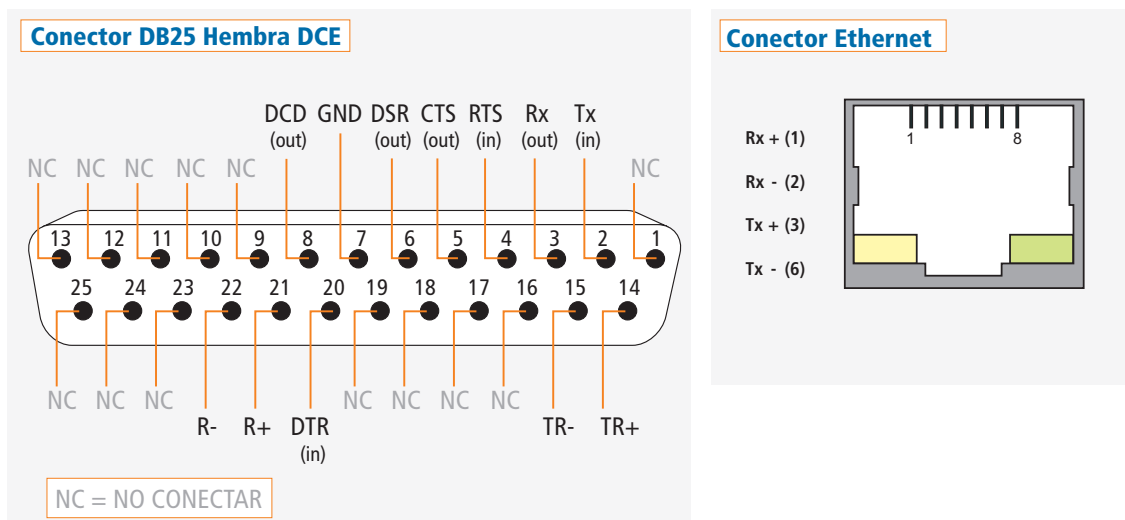 Conector DB25 Hembra DCE
DCD GND DSR CTS RTS Rx Tx
(out) (out) (out) (in) (out) (in)
NC NC NC NC NC NC
13 12 11 10 9 8 7 6 5 4 3 2 1
25 24 23 22 21 20 19 18 17 16 15 14
NC NC NC NC NC NC NC
R- R+ DTR TR- TR+
(in)
NC = NO CONECTAR
Conector Ethernet
Rx + (1)
Rx - (2)
Tx + (3)
Tx - (6)
1 8